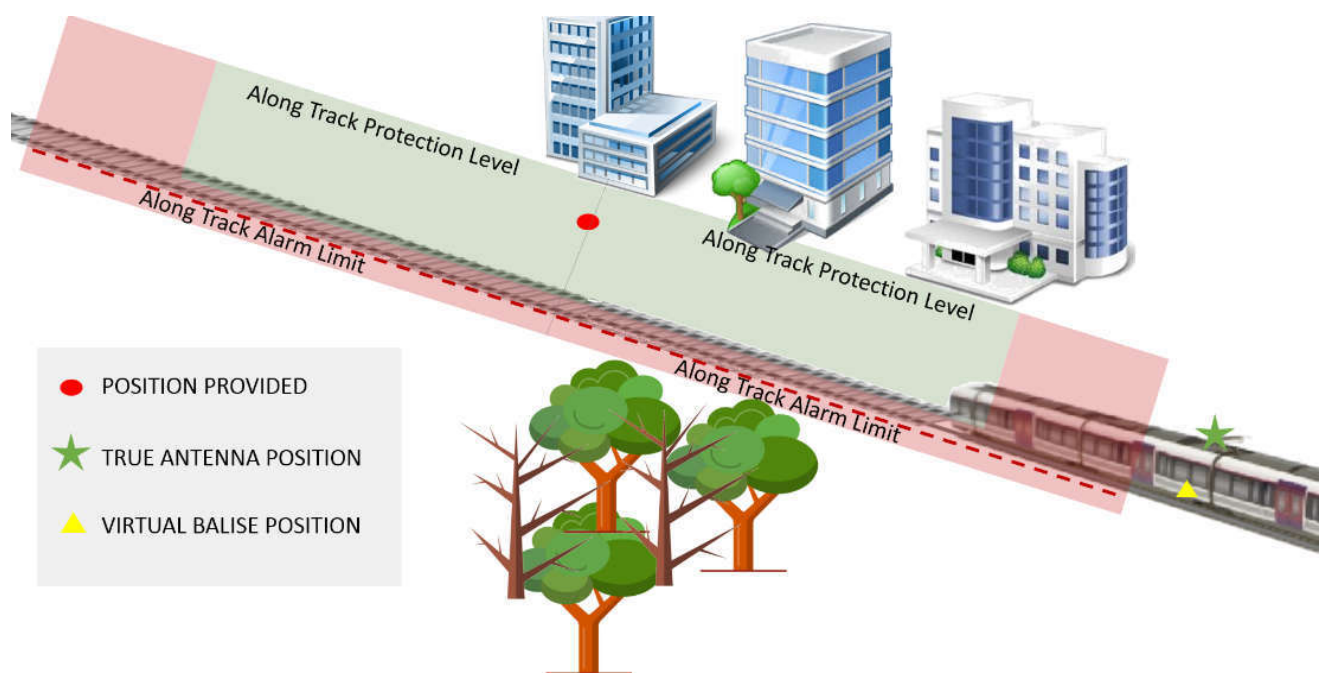 Along Track Protection Level
Along Track Alarm Limit
Along Track Protection Level
Along Track Alarm Limit
POSITION PROVIDED
TRUE ANTENNA POSITION
VIRTUAL BALISE POSITION